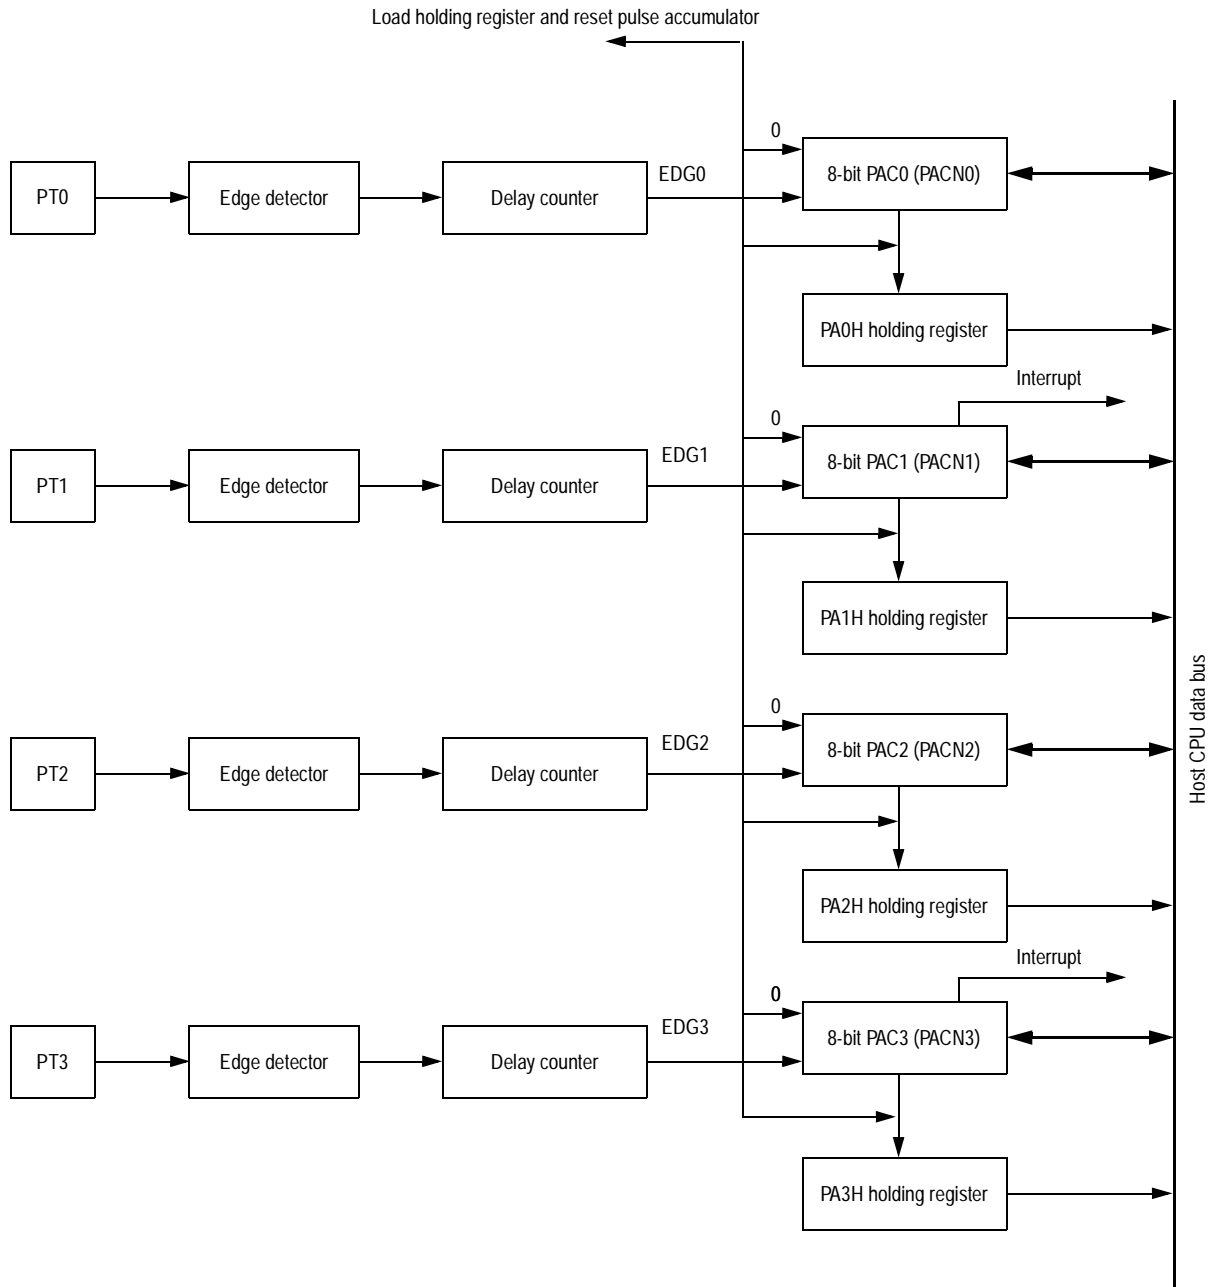 Load holding register and reset pulse accumulator
0
PT0
Edge detector
Delay counter
EDG0
8-bit PAC0 (PACN0)
PA0H holding register
Interrupt
0
PT1
Edge detector
Delay counter
EDG1
8-bit PAC1 (PACN1)
PA1H holding register
0
PT2
Edge detector
Delay counter
EDG2
8-bit PAC2 (PACN2)
PA2H holding register
Interrupt
0
PT3
Edge detector
Delay counter
EDG3
8-bit PAC3 (PACN3)
PA3H holding register
Host CPU data bus